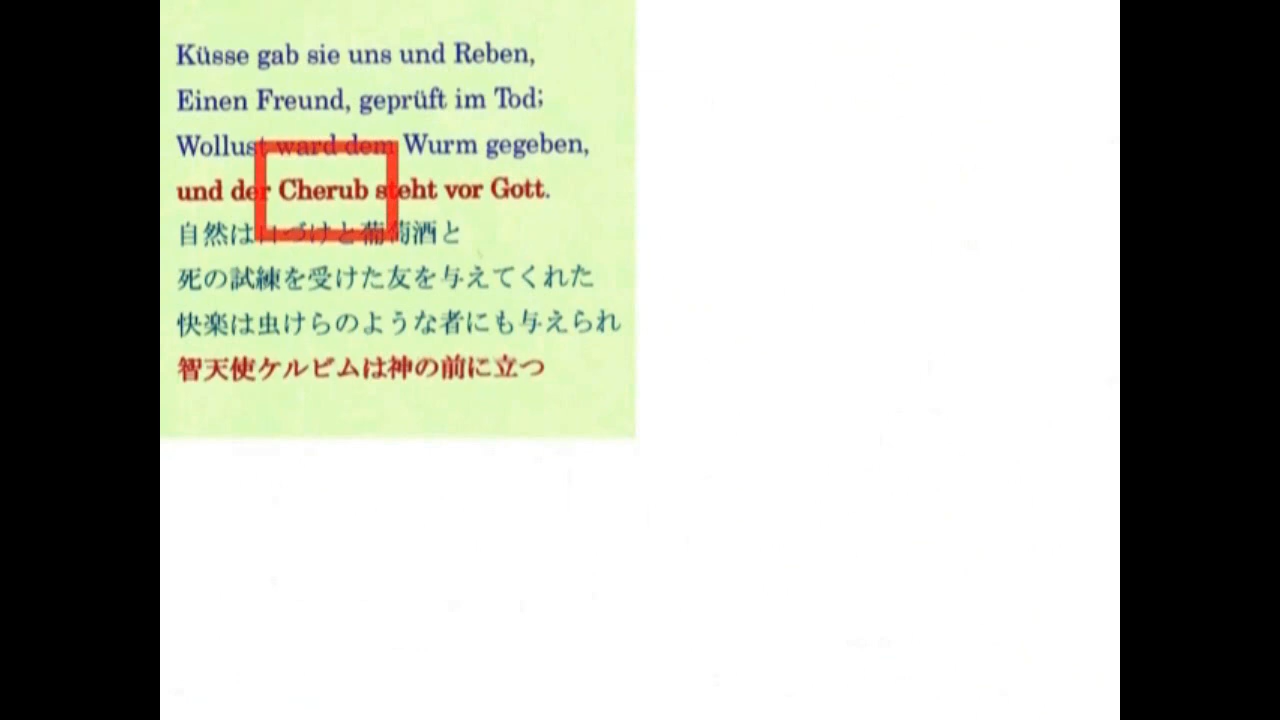 Küsse gab sie uns und Reben,
Einen Freund, geprüft im Tod;
Wollust ward dem Wurm gegeben,
und der Cherub steht vor Gott.
自然は口づけと葡萄酒と
死の試練を受けた友を与えてくれた
快楽は虫けらのような者にも与えられ
智天使ケルビムは神の前に立つ